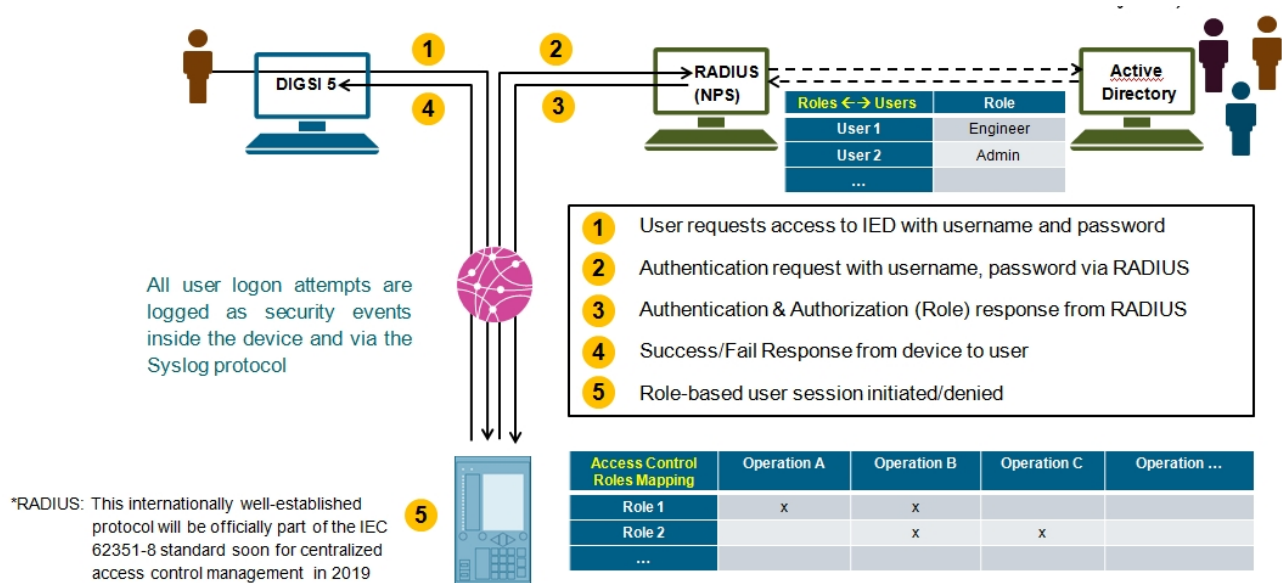 1
2
DIGSI 5
4
RADIUS
(NPS)
3
Active
Directory
Roles ←→ Users Role
User 1 Engineer
User 2 Admin
...
1 User requests access to IED with username and password
2 Authentication request with username, password via RADIUS
3 Authentication & Authorization (Role) response from RADIUS
4 Success/Fail Response from device to user
5 Role-based user session initiated/denied
All user logon attempts are
logged as security events
inside the device and via the
Syslog protocol
*RADIUS: This internationally well-established
protocol will be officially part of the IEC
62351-8 standard soon for centralized
access control management in 2019
5
Access Control
Roles Mapping Operation A Operation B Operation C Operation ...
Role 1 x x
Role 2 x x
...